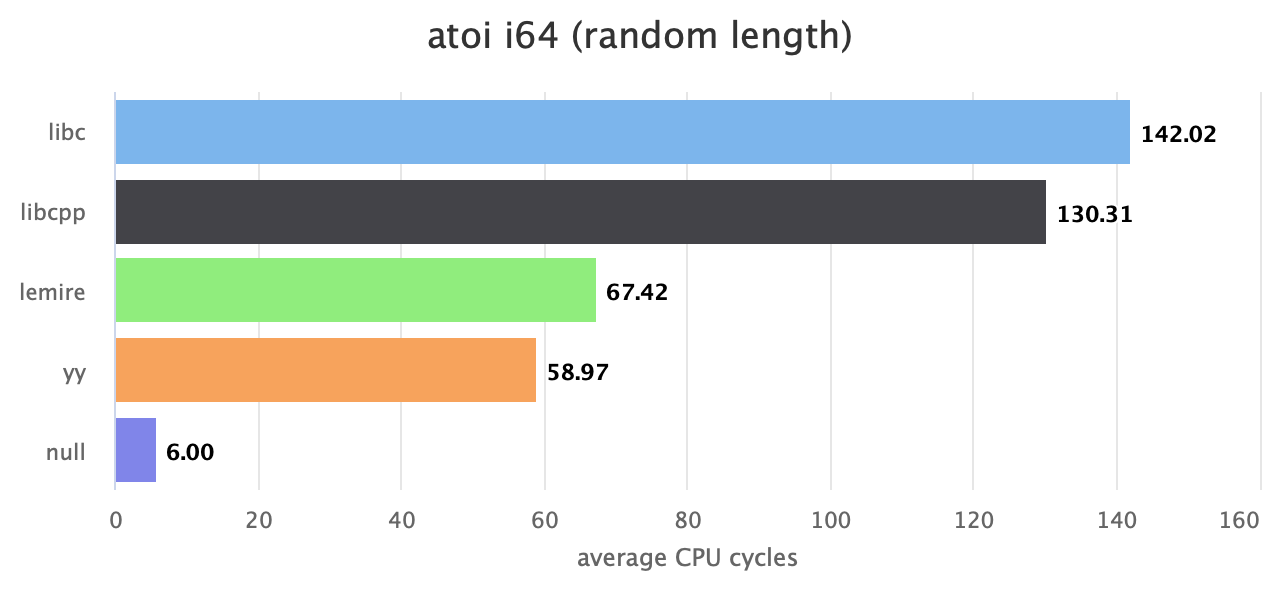 atoi i64 (random length)
libc 142.02
libcpp 130.31
lemire 67.42
yy 58.97
null 6.00
0 20 40 60 80 100 120 140 160
average CPU cycles